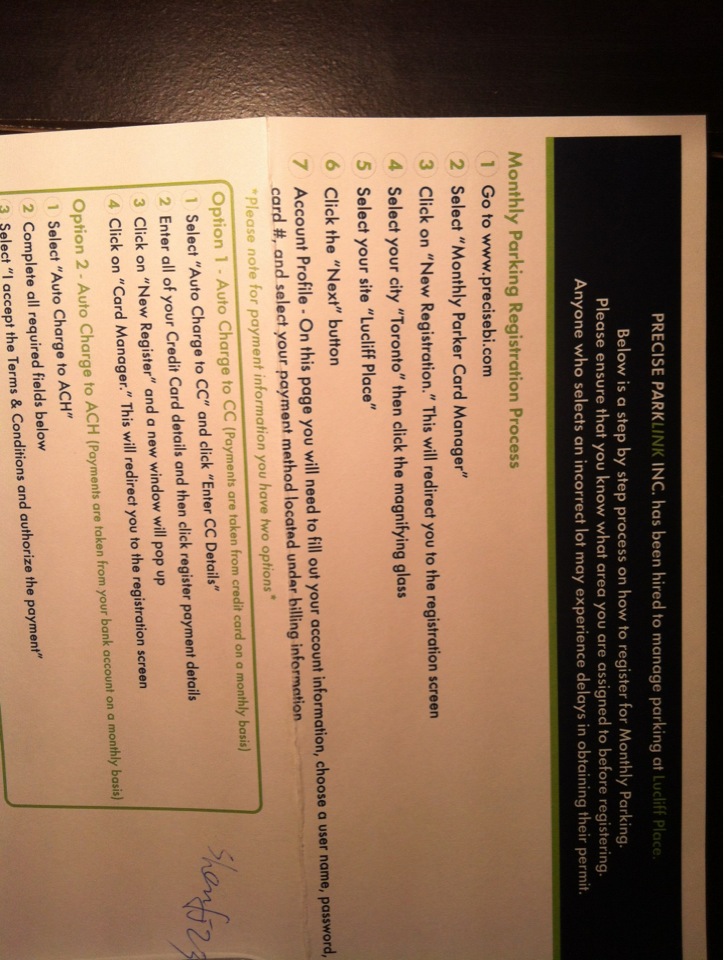 PRECISE PARKLINK INC. has been hired to manage parking at Lucliff Place.
Below is a step by step process on how to register for Monthly Parking.
Please ensure that you know what area you are assigned to before registering.
Anyone who selects an incorrect lot may experience delays in obtaining their permit.
Monthly Parking Registration Process
1 Go to www.precisebi.com
2 Select "Monthly Parker Card Manager"
3 Click on "New Registration." This will redirect you to the registration screen
4 Select your city "Toronto" then click the magnifying glass
5 Select your site "Lucliff Place"
6 Click the "Next" button
7 Account Profile - On this page you will need to fill out your account information, choose a user name, password,
card #, and select your payment method located under billing information
*Please note for payment information you have two options*
Option 1 - Auto Charge to CC (Payments are taken from credit card on a monthly basis)
1 Select "Auto Charge to CC" and click "Enter CC Details"
2 Enter all of your Credit Card details and then click register payment details
3 Click on "New Register" and a new window will pop up
4 Click on "Card Manager." This will redirect you to the registration screen
Option 2 - Auto Charge to ACH (Payments are taken from your bank account on a monthly basis)
1 Select "Auto Charge to ACH"
2 Complete all required fields below
3 Select "I accept the Terms & Conditions and authorize the payment"